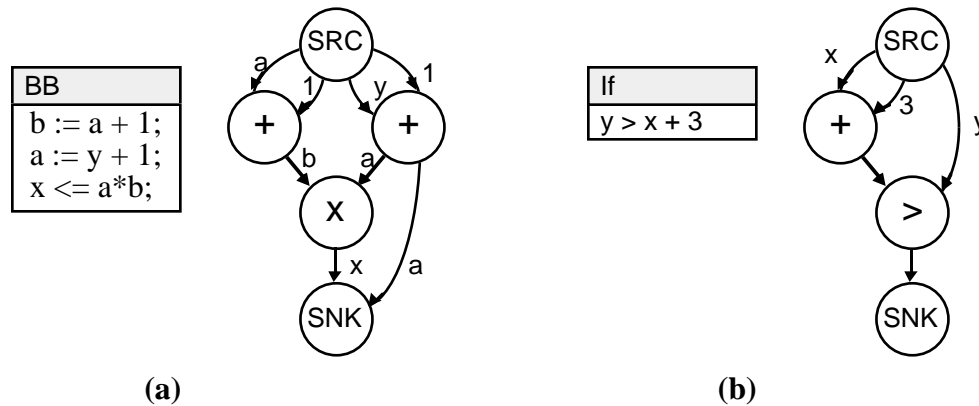 BB
b := a + 1;
a := y + 1;
x <= a*b;
SRC
a
1
y
1
+
+
b
a
x
x
a
SNK
(a)
If
y > x + 3
SRC
x
3
y
+
>
SNK
(b)